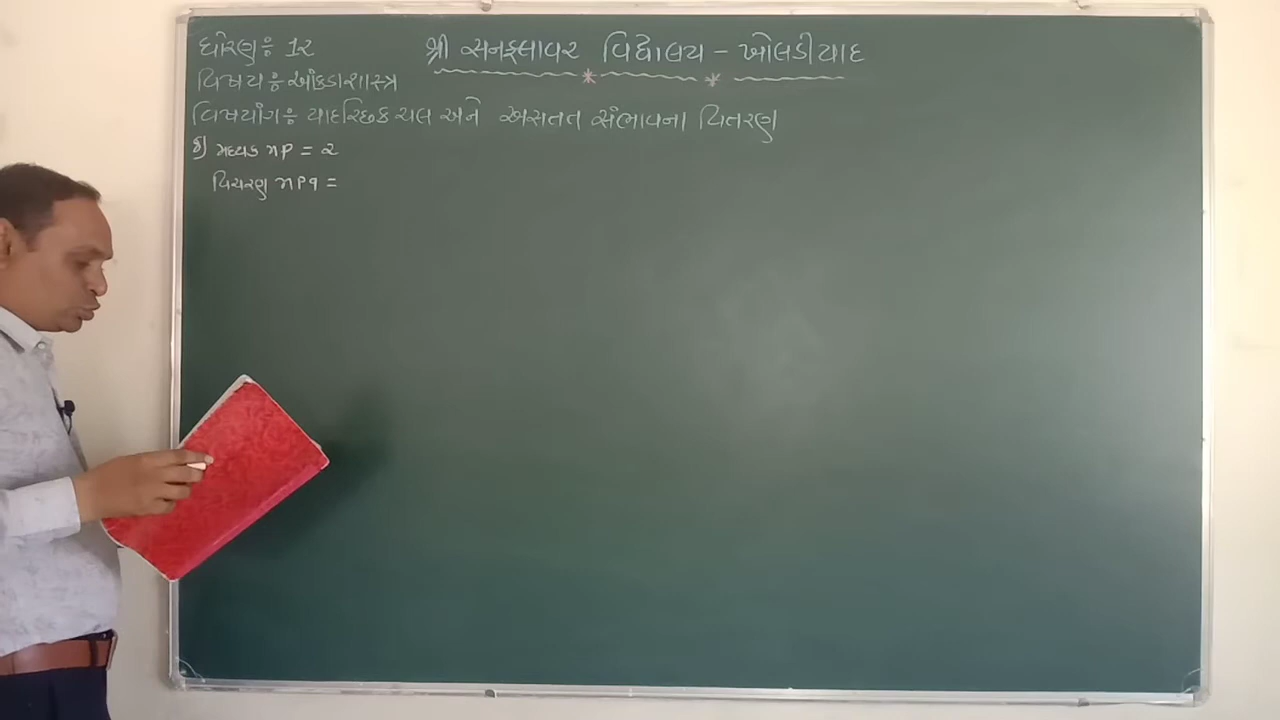 ધોરણ ઃ 12
શ્રી સનફ્લાવર વિદ્યાલય - ખોલડીયાદ
વિષય ઃ આંકડાશાસ્ત્ર
વિષયાંગ ઃ યાદચ્છિક ચલ અને અસતત સંભાવના વિતરણ
મધ્યક np = ૨
વિચરણ npq =